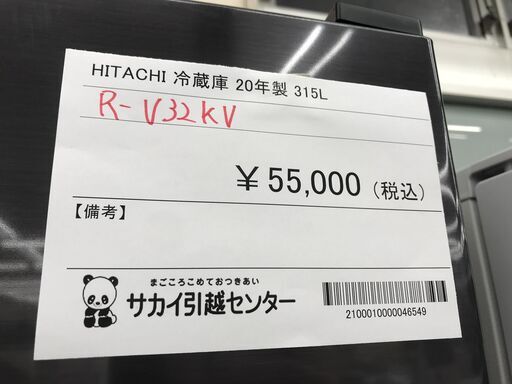 HITACHI 冷蔵庫 20年製 315L
R-V32KV
￥55,000（税込）
【備考】
まごころこめておつきあい
サカイ引越センター
2100010000046549